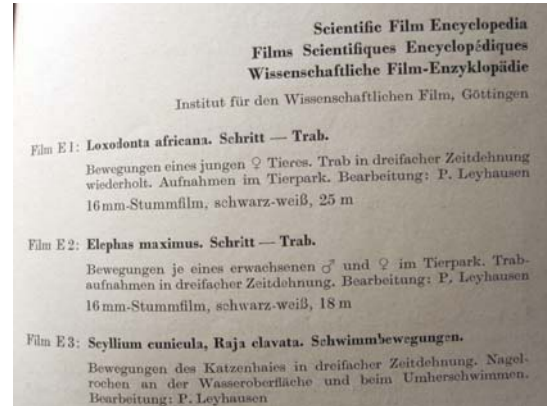 Scientific Film Encyclopedia
Films Scientifiques Encyclopédiques
Wissenschaftliche Film-Enzyklopädie
Institut für den Wissenschaftlichen Film, Göttingen
Film E 1: Loxodonta africana. Schritt — Trab.
Bewegungen eines jungen ♀ Tieres. Trab in dreifacher Zeitdehnung
wiederholt. Aufnahmen im Tierpark. Bearbeitung: P. Leyhausen
16 mm-Stummfilm, schwarz-weiß, 25 m
Film E 2: Elephas maximus. Schritt — Trab.
Bewegungen je eines erwachsenen ♂ und ♀ im Tierpark. Trab-
aufnahmen in dreifacher Zeitdehnung. Bearbeitung: P. Leyhausen
16 mm-Stummfilm, schwarz-weiß, 18 m
Film E 3: Scyllium cunicula, Raja clavata. Schwimmbewegungen.
Bewegungen des Katzenhaies in dreifacher Zeitdehnung. Nagel-
rochen an der Wasseroberfläche und beim Umherschwimmen.
Bearbeitung: P. Leyhausen